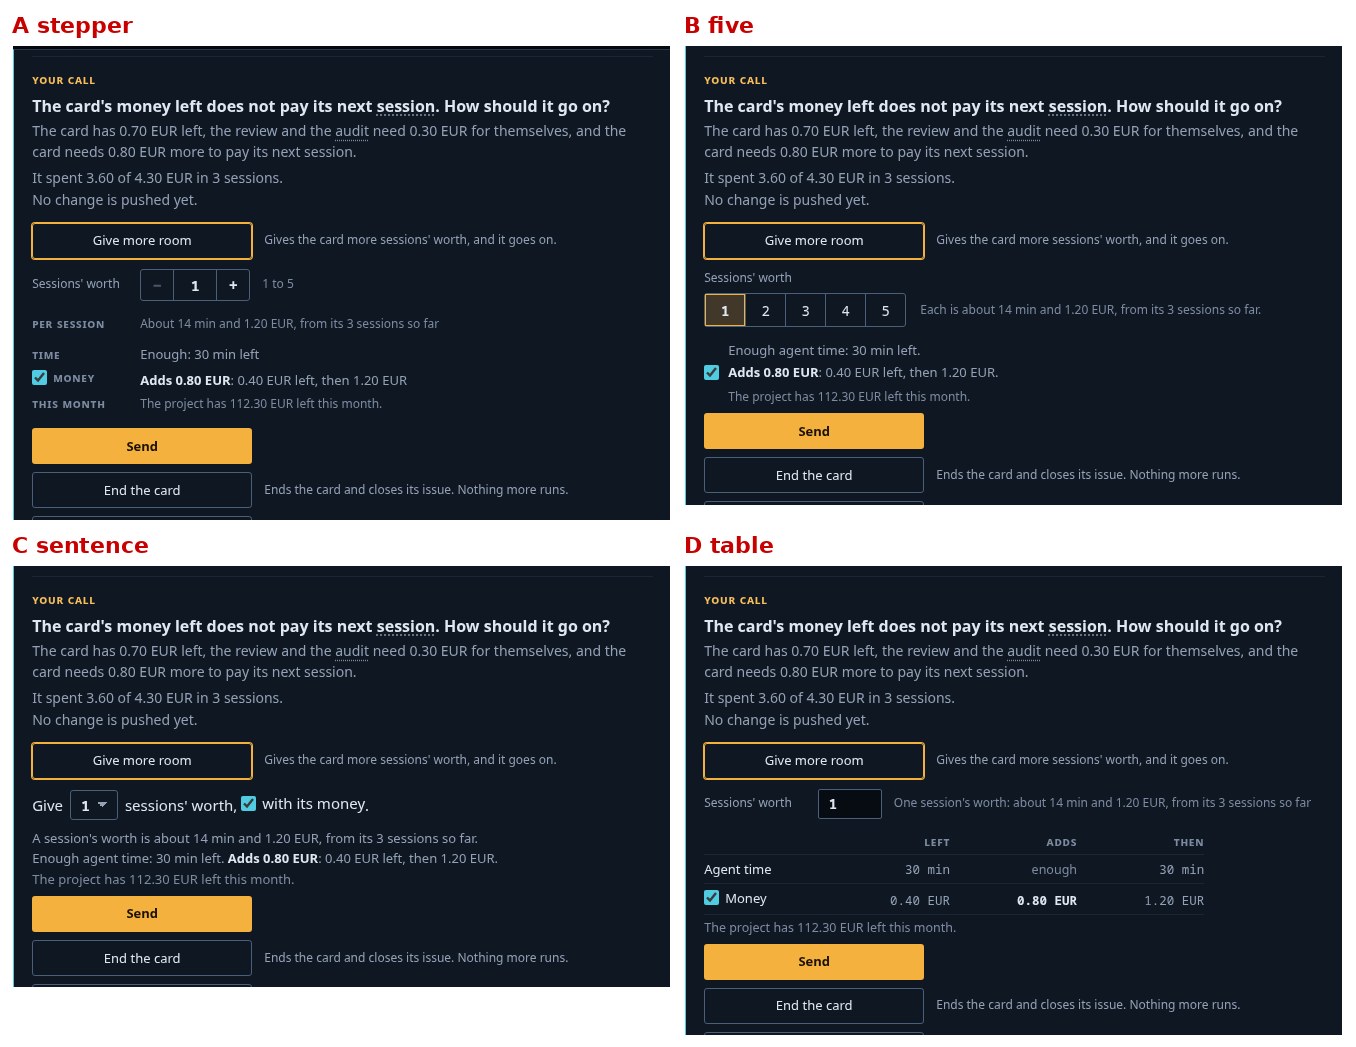 A stepper
YOUR CALL
The card's money left does not pay its next session. How should it go on?
The card has 0.70 EUR left, the review and the audit need 0.30 EUR for themselves, and the
card needs 0.80 EUR more to pay its next session.
It spent 3.60 of 4.30 EUR in 3 sessions.
No change is pushed yet.
Give more room Gives the card more sessions' worth, and it goes on.
Sessions' worth − 1 + 1 to 5
PER SESSION About 14 min and 1.20 EUR, from its 3 sessions so far
TIME Enough: 30 min left
MONEY Adds 0.80 EUR: 0.40 EUR left, then 1.20 EUR
THIS MONTH The project has 112.30 EUR left this month.
Send
End the card Ends the card and closes its issue. Nothing more runs.
B five
YOUR CALL
The card's money left does not pay its next session. How should it go on?
The card has 0.70 EUR left, the review and the audit need 0.30 EUR for themselves, and the
card needs 0.80 EUR more to pay its next session.
It spent 3.60 of 4.30 EUR in 3 sessions.
No change is pushed yet.
Give more room Gives the card more sessions' worth, and it goes on.
Sessions' worth
1 2 3 4 5 Each is about 14 min and 1.20 EUR, from its 3 sessions so far.
Enough agent time: 30 min left.
Adds 0.80 EUR: 0.40 EUR left, then 1.20 EUR.
The project has 112.30 EUR left this month.
Send
End the card Ends the card and closes its issue. Nothing more runs.
C sentence
YOUR CALL
The card's money left does not pay its next session. How should it go on?
The card has 0.70 EUR left, the review and the audit need 0.30 EUR for themselves, and the
card needs 0.80 EUR more to pay its next session.
It spent 3.60 of 4.30 EUR in 3 sessions.
No change is pushed yet.
Give more room Gives the card more sessions' worth, and it goes on.
Give 1 sessions' worth, with its money.
A session's worth is about 14 min and 1.20 EUR, from its 3 sessions so far.
Enough agent time: 30 min left. Adds 0.80 EUR: 0.40 EUR left, then 1.20 EUR.
The project has 112.30 EUR left this month.
Send
End the card Ends the card and closes its issue. Nothing more runs.
D table
YOUR CALL
The card's money left does not pay its next session. How should it go on?
The card has 0.70 EUR left, the review and the audit need 0.30 EUR for themselves, and the
card needs 0.80 EUR more to pay its next session.
It spent 3.60 of 4.30 EUR in 3 sessions.
No change is pushed yet.
Give more room Gives the card more sessions' worth, and it goes on.
Sessions' worth 1 One session's worth: about 14 min and 1.20 EUR, from its 3 sessions so far
LEFT ADDS THEN
Agent time 30 min enough 30 min
Money 0.40 EUR 0.80 EUR 1.20 EUR
The project has 112.30 EUR left this month.
Send
End the card Ends the card and closes its issue. Nothing more runs.